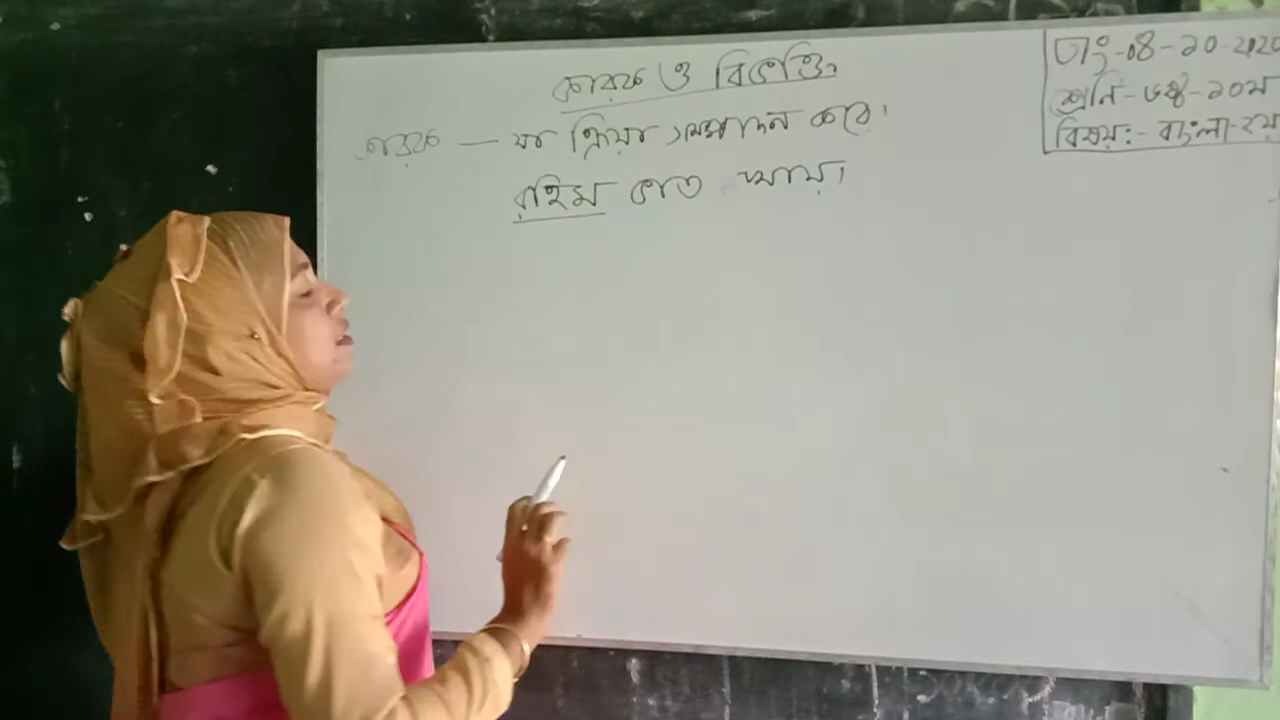 কারক ও বিভক্তি
কারক — যা ক্রিয়া সম্পাদন করে।
রহিম ভাত খায়।
তাং-০৪-১০-২০২০
শ্রেনি-৬ষ্ঠ-১০ম
বিষয়:- বাংলা-২য়